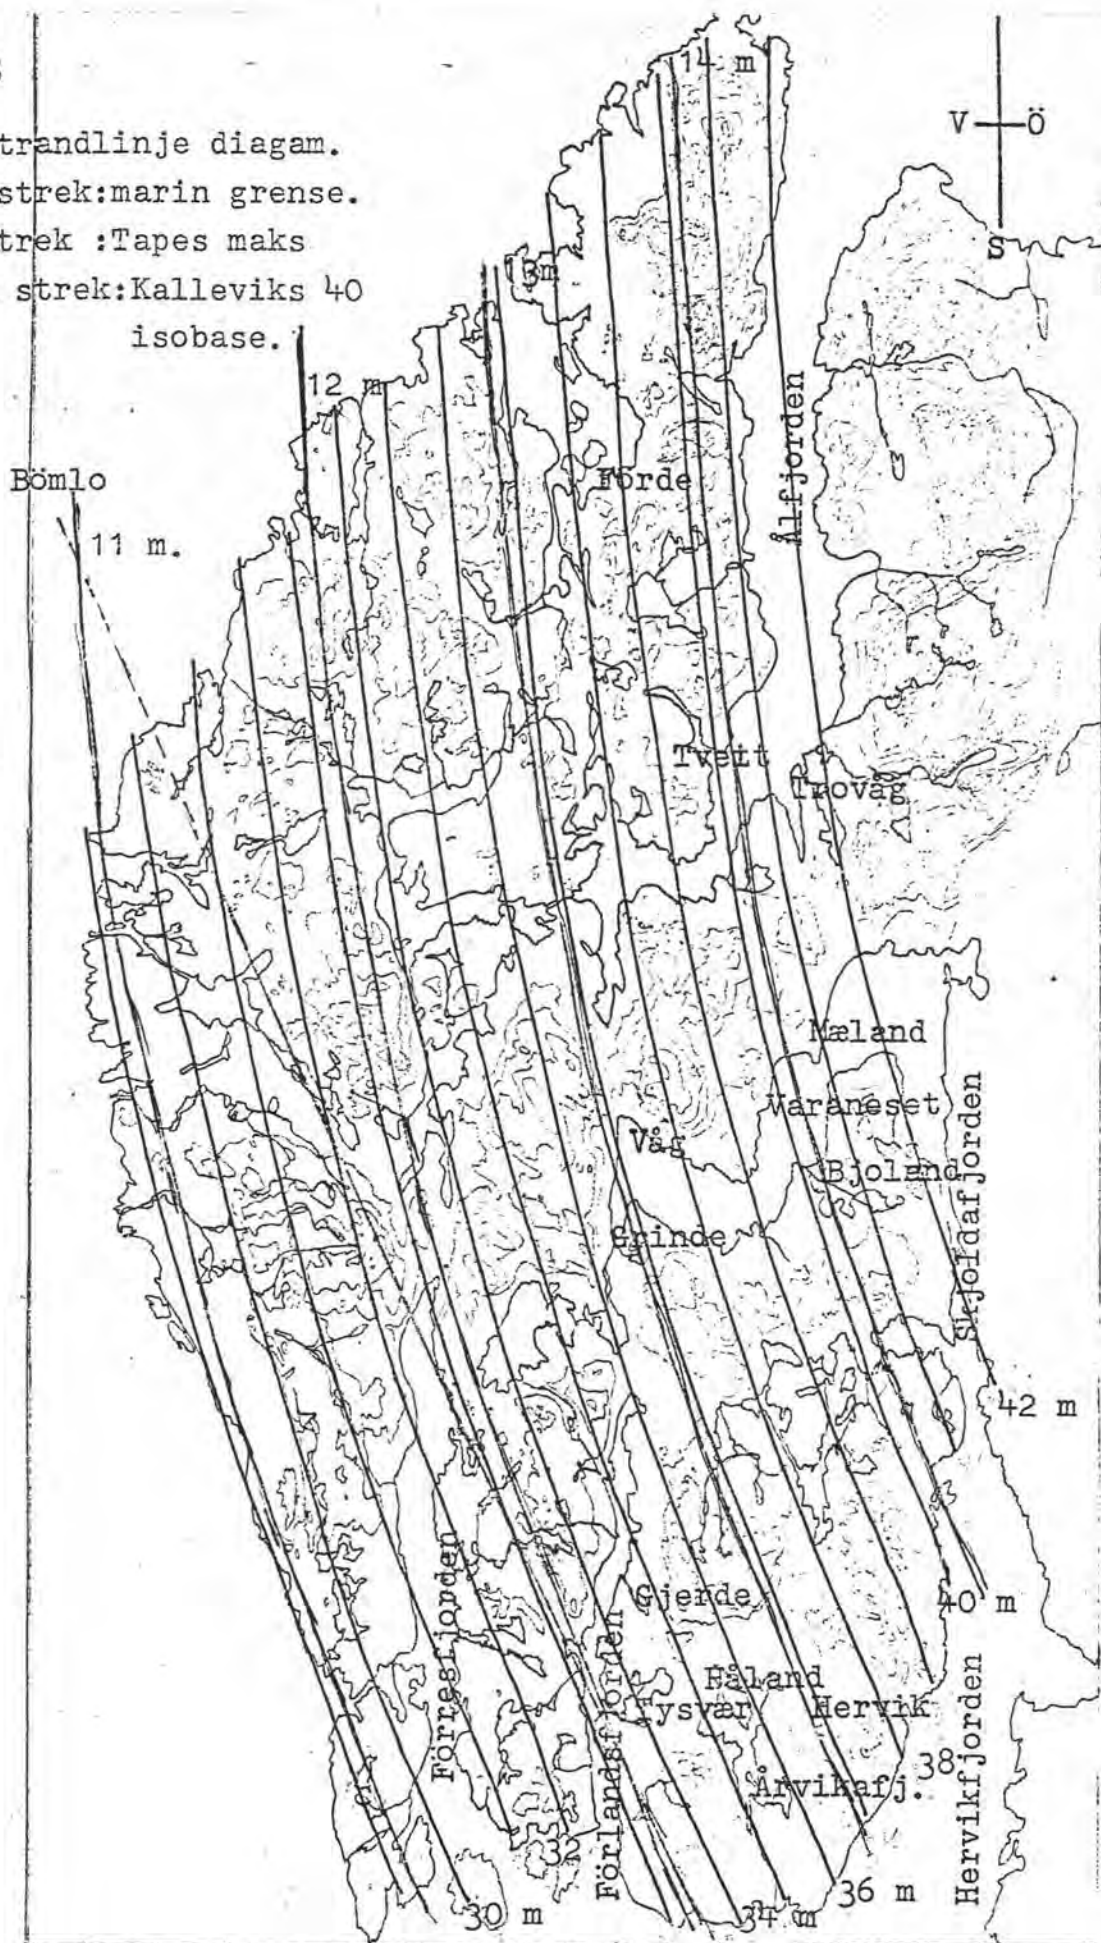 trandlinje diagam.
strek:marin grense.
trek :Tapes maks
strek:Kalleviks 40
isobase.
V Ö
S
14 m
13m
12 m
Bömlo
11 m.
Förde
Ålfjorden
Tveit
Trovåg
Mæland
Varaneset
Våg
Bjoland
Grinde
Skjoldafjorden
42 m
Gjerde
40 m
Håland
Tysvær
Hervik
Förresfjorden
Förlandsfjorden
Hervikfjorden
38
Årvikafj.
32
36 m
30 m
34 m